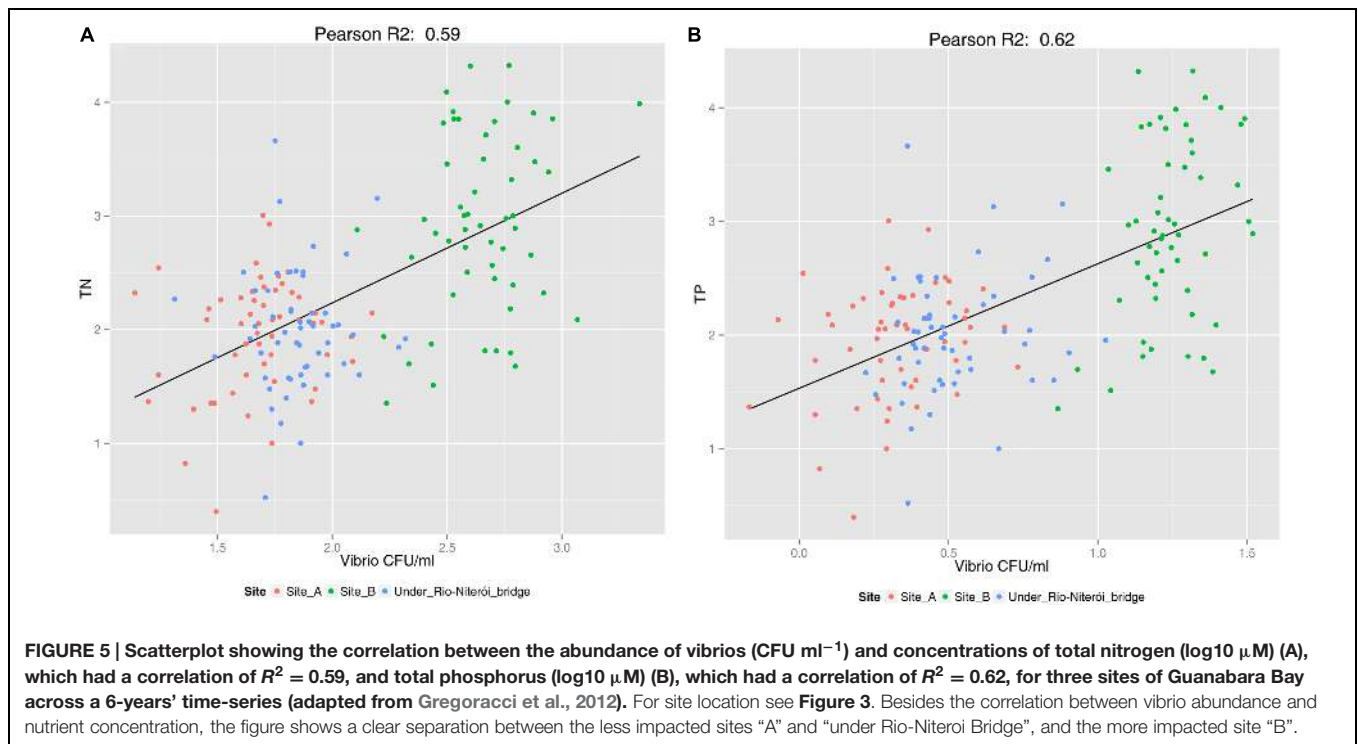 A
Pearson R2: 0.59
4
3
2
1
TN
1.5 2.0 2.5 3.0
Vibrio CFU/ml
Site Site_A Site_B Under_Rio-Niterói_bridge
B
Pearson R2: 0.62
4
3
2
1
TP
0.0 0.5 1.0 1.5
Vibrio CFU/ml
Site Site_A Site_B Under_Rio-Niterói_bridge
FIGURE 5 | Scatterplot showing the correlation between the abundance of vibrios (CFU ml−1) and concentrations of total nitrogen (log10 μM) (A),
which had a correlation of R² = 0.59, and total phosphorus (log10 μM) (B), which had a correlation of R² = 0.62, for three sites of Guanabara Bay
across a 6-years' time-series (adapted from Gregoracci et al., 2012). For site location see Figure 3. Besides the correlation between vibrio abundance and
nutrient concentration, the figure shows a clear separation between the less impacted sites “A” and “under Rio-Niteroi Bridge”, and the more impacted site “B”.